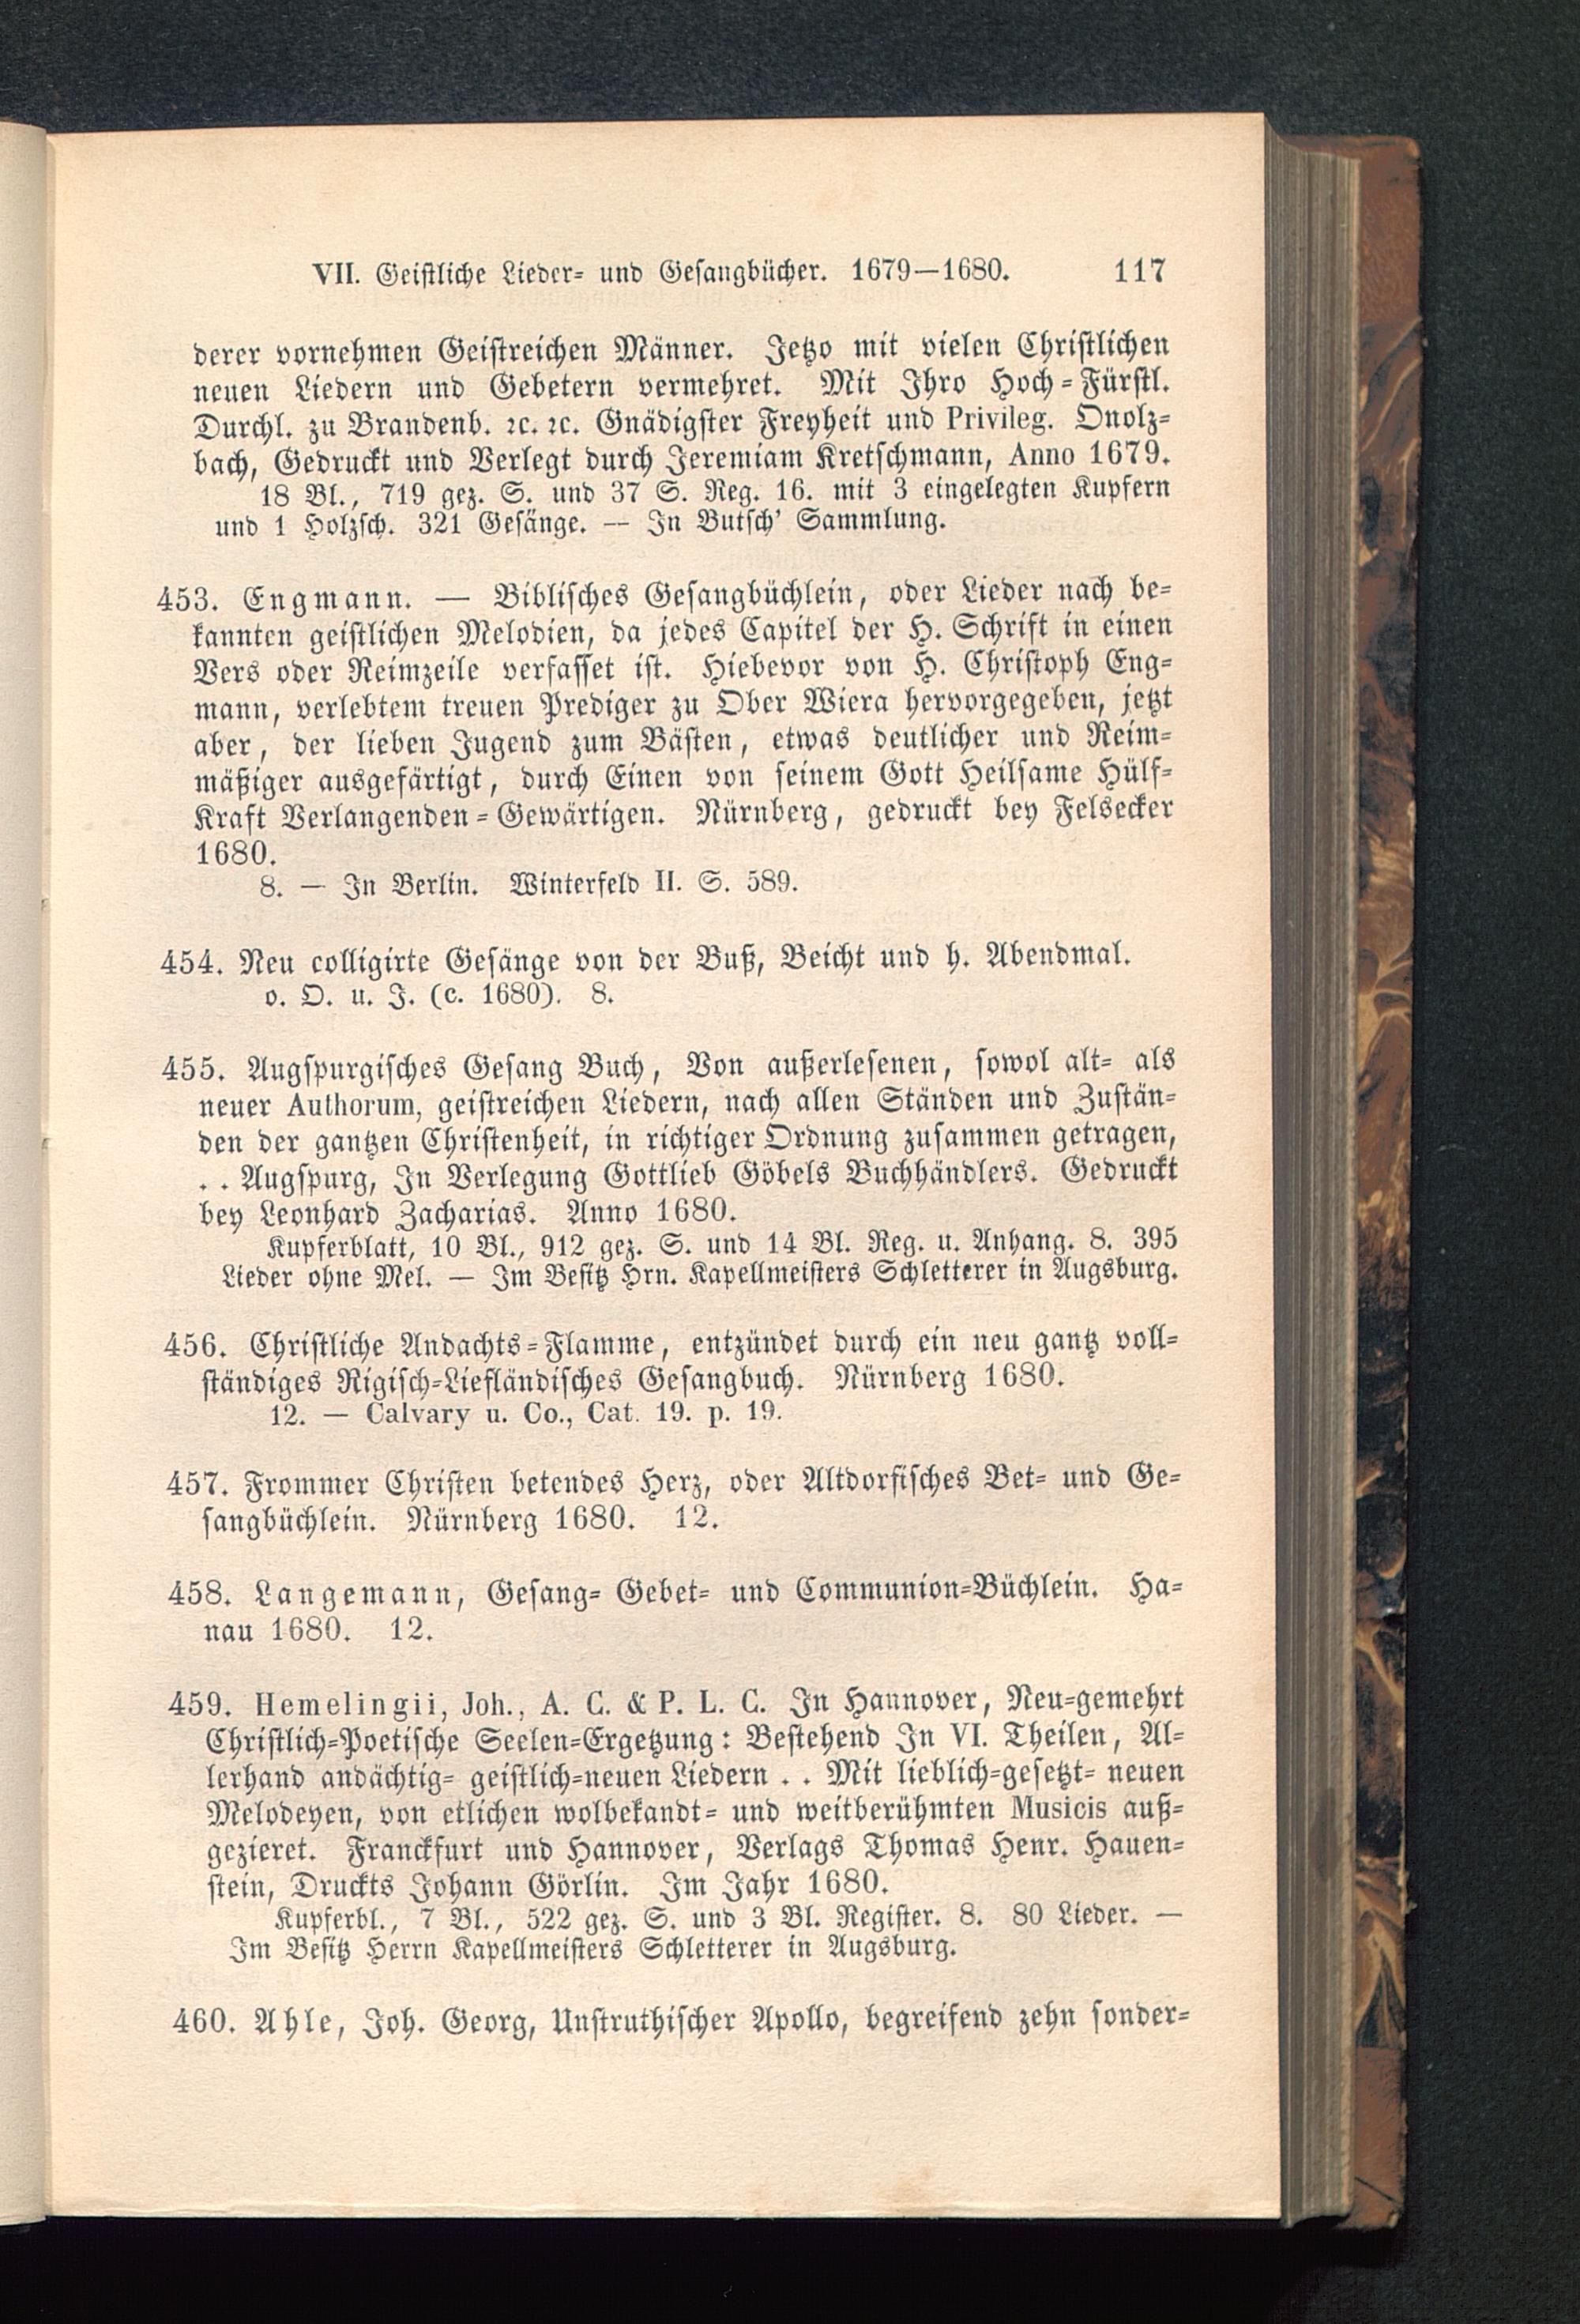 VII. Geistliche Lieder- und Gesangbücher. 1679—1680. 117
derer vornehmen Geistreichen Männer. Jetzo mit vielen Christlichen
neuen Liedern und Gebetern vermehret. Mit Ihro Hoch-Fürstl.
Durchl. zu Brandenb. ꝛc. ꝛc. Gnädigster Freyheit und Privileg. Onolz-
bach, Gedruckt und Verlegt durch Jeremiam Kretschmann, Anno 1679.
18 Bl., 719 gez. S. und 37 S. Reg. 16. mit 3 eingelegten Kupfern
und 1 Holzsch. 321 Gesänge. — In Butsch' Sammlung.
453. Engmann. — Biblisches Gesangbüchlein, oder Lieder nach be-
kannten geistlichen Melodien, da jedes Capitel der H. Schrift in einen
Vers oder Reimzeile verfasset ist. Hiebevor von H. Christoph Eng-
mann, verlebtem treuen Prediger zu Ober Wiera hervorgegeben, jetzt
aber, der lieben Jugend zum Bästen, etwas deutlicher und Reim-
mäßiger ausgefärtigt, durch Einen von seinem Gott Heilsame Hülf-
Kraft Verlangenden-Gewärtigen. Nürnberg, gedruckt bey Felsecker
1680.
8. — In Berlin. Winterfeld II. S. 589.
454. Neu colligirte Gesänge von der Buß, Beicht und h. Abendmal.
o. O. u. J. (c. 1680). 8.
455. Augspurgisches Gesang Buch, Von außerlesenen, sowol alt- als
neuer Authorum, geistreichen Liedern, nach allen Ständen und Zustän-
den der gantzen Christenheit, in richtiger Ordnung zusammen getragen,
. . Augspurg, In Verlegung Gottlieb Göbels Buchhändlers. Gedruckt
bey Leonhard Zacharias. Anno 1680.
Kupferblatt, 10 Bl., 912 gez. S. und 14 Bl. Reg. u. Anhang. 8. 395
Lieder ohne Mel. — Im Besitz Hrn. Kapellmeisters Schletterer in Augsburg.
456. Christliche Andachts-Flamme, entzündet durch ein neu gantz voll-
ständiges Rigisch-Liefländisches Gesangbuch. Nürnberg 1680.
12. — Calvary u. Co., Cat. 19. p. 19.
457. Frommer Christen betendes Herz, oder Altdorfisches Bet- und Ge-
sangbüchlein. Nürnberg 1680. 12.
458. Langemann, Gesang- Gebet- und Communion-Büchlein. Ha-
nau 1680. 12.
459. Hemelingii, Joh., A. C. & P. L. C. In Hannover, Neu-gemehrt
Christlich-Poetische Seelen-Ergetzung: Bestehend In VI. Theilen, Al-
lerhand andächtig- geistlich-neuen Liedern . . Mit lieblich-gesetzt- neuen
Melodeyen, von etlichen wolbekandt- und weitberühmten Musicis auß-
gezieret. Franckfurt und Hannover, Verlags Thomas Henr. Hauen-
stein, Druckts Johann Görlin. Im Jahr 1680.
Kupferbl., 7 Bl., 522 gez. S. und 3 Bl. Register. 8. 80 Lieder. —
Im Besitz Herrn Kapellmeisters Schletterer in Augsburg.
460. Ahle, Joh. Georg, Unstruthischer Apollo, begreifend zehn sonder-